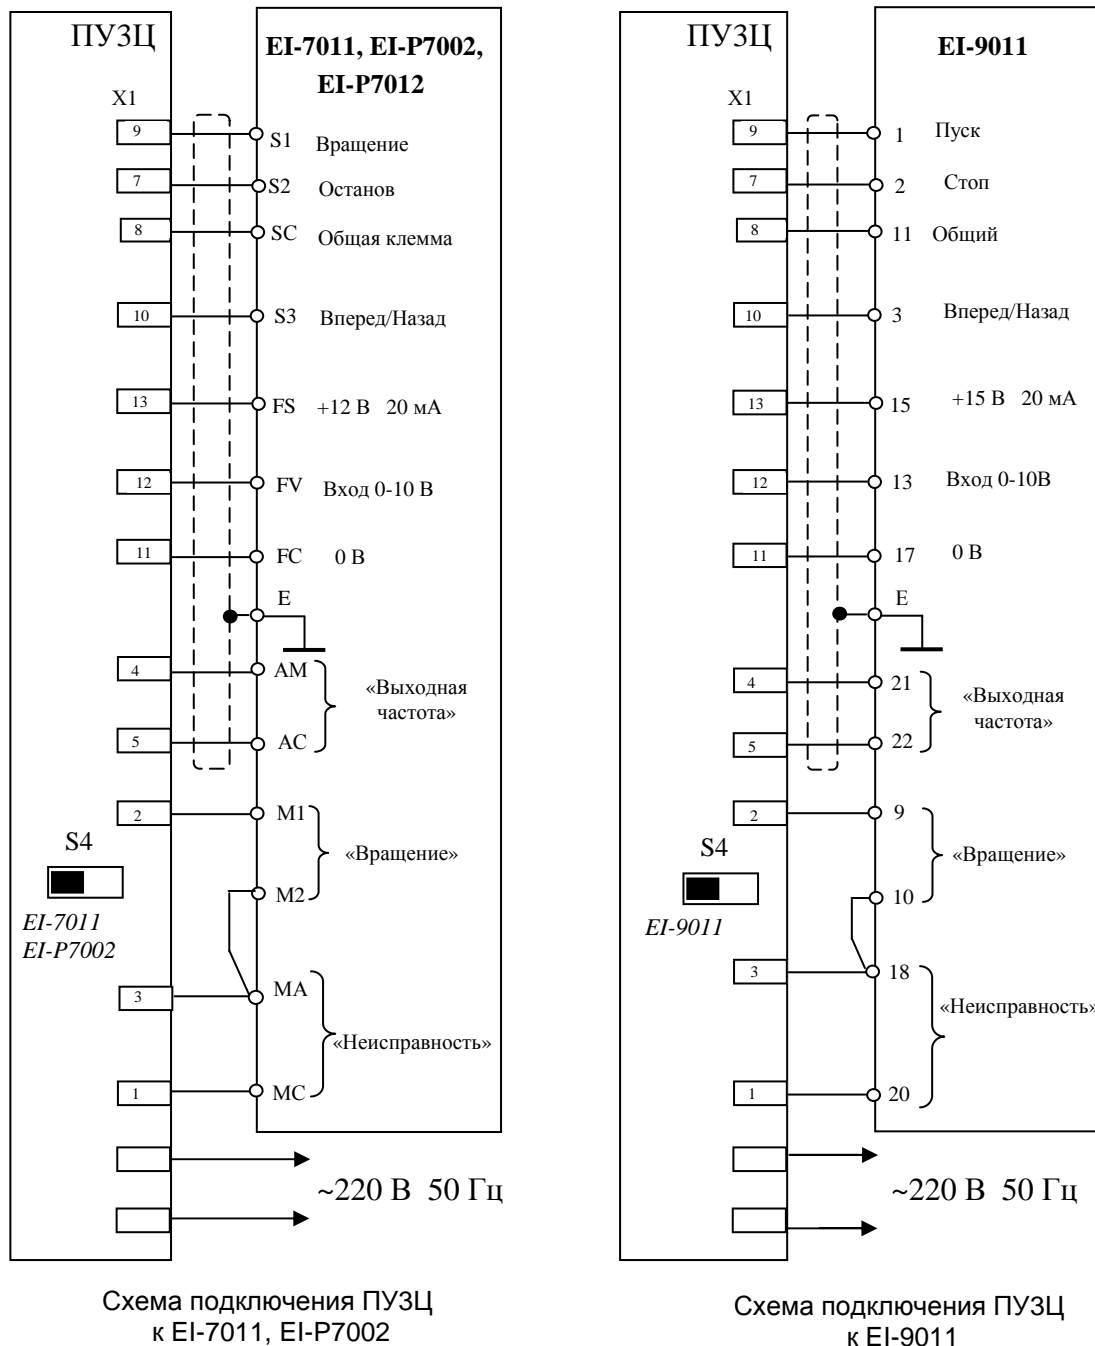 ПУЗЦ
EI-7011, EI-P7002,
EI-P7012
X1
9 S1 Вращение
7 S2 Останов
8 SC Общая клемма
10 S3 Вперед/Назад
13 FS +12 В 20 мА
12 FV Вход 0-10 В
11 FC 0 В
E
4 AM
«Выходная
частота»
5 AC
2 M1
S4
«Вращение»
M2
EI-7011
EI-P7002
3 MA
«Неисправность»
1 MC
~220 В 50 Гц
Схема подключения ПУЗЦ
к EI-7011, EI-P7002
ПУЗЦ
EI-9011
X1
9 1 Пуск
7 2 Стоп
8 11 Общий
10 3 Вперед/Назад
13 15 +15 В 20 мА
12 13 Вход 0-10В
11 17 0 В
E
4 21
«Выходная
частота»
5 22
2 9
S4
«Вращение»
10
EI-9011
3 18
«Неисправность»
1 20
~220 В 50 Гц
Схема подключения ПУЗЦ
к EI-9011